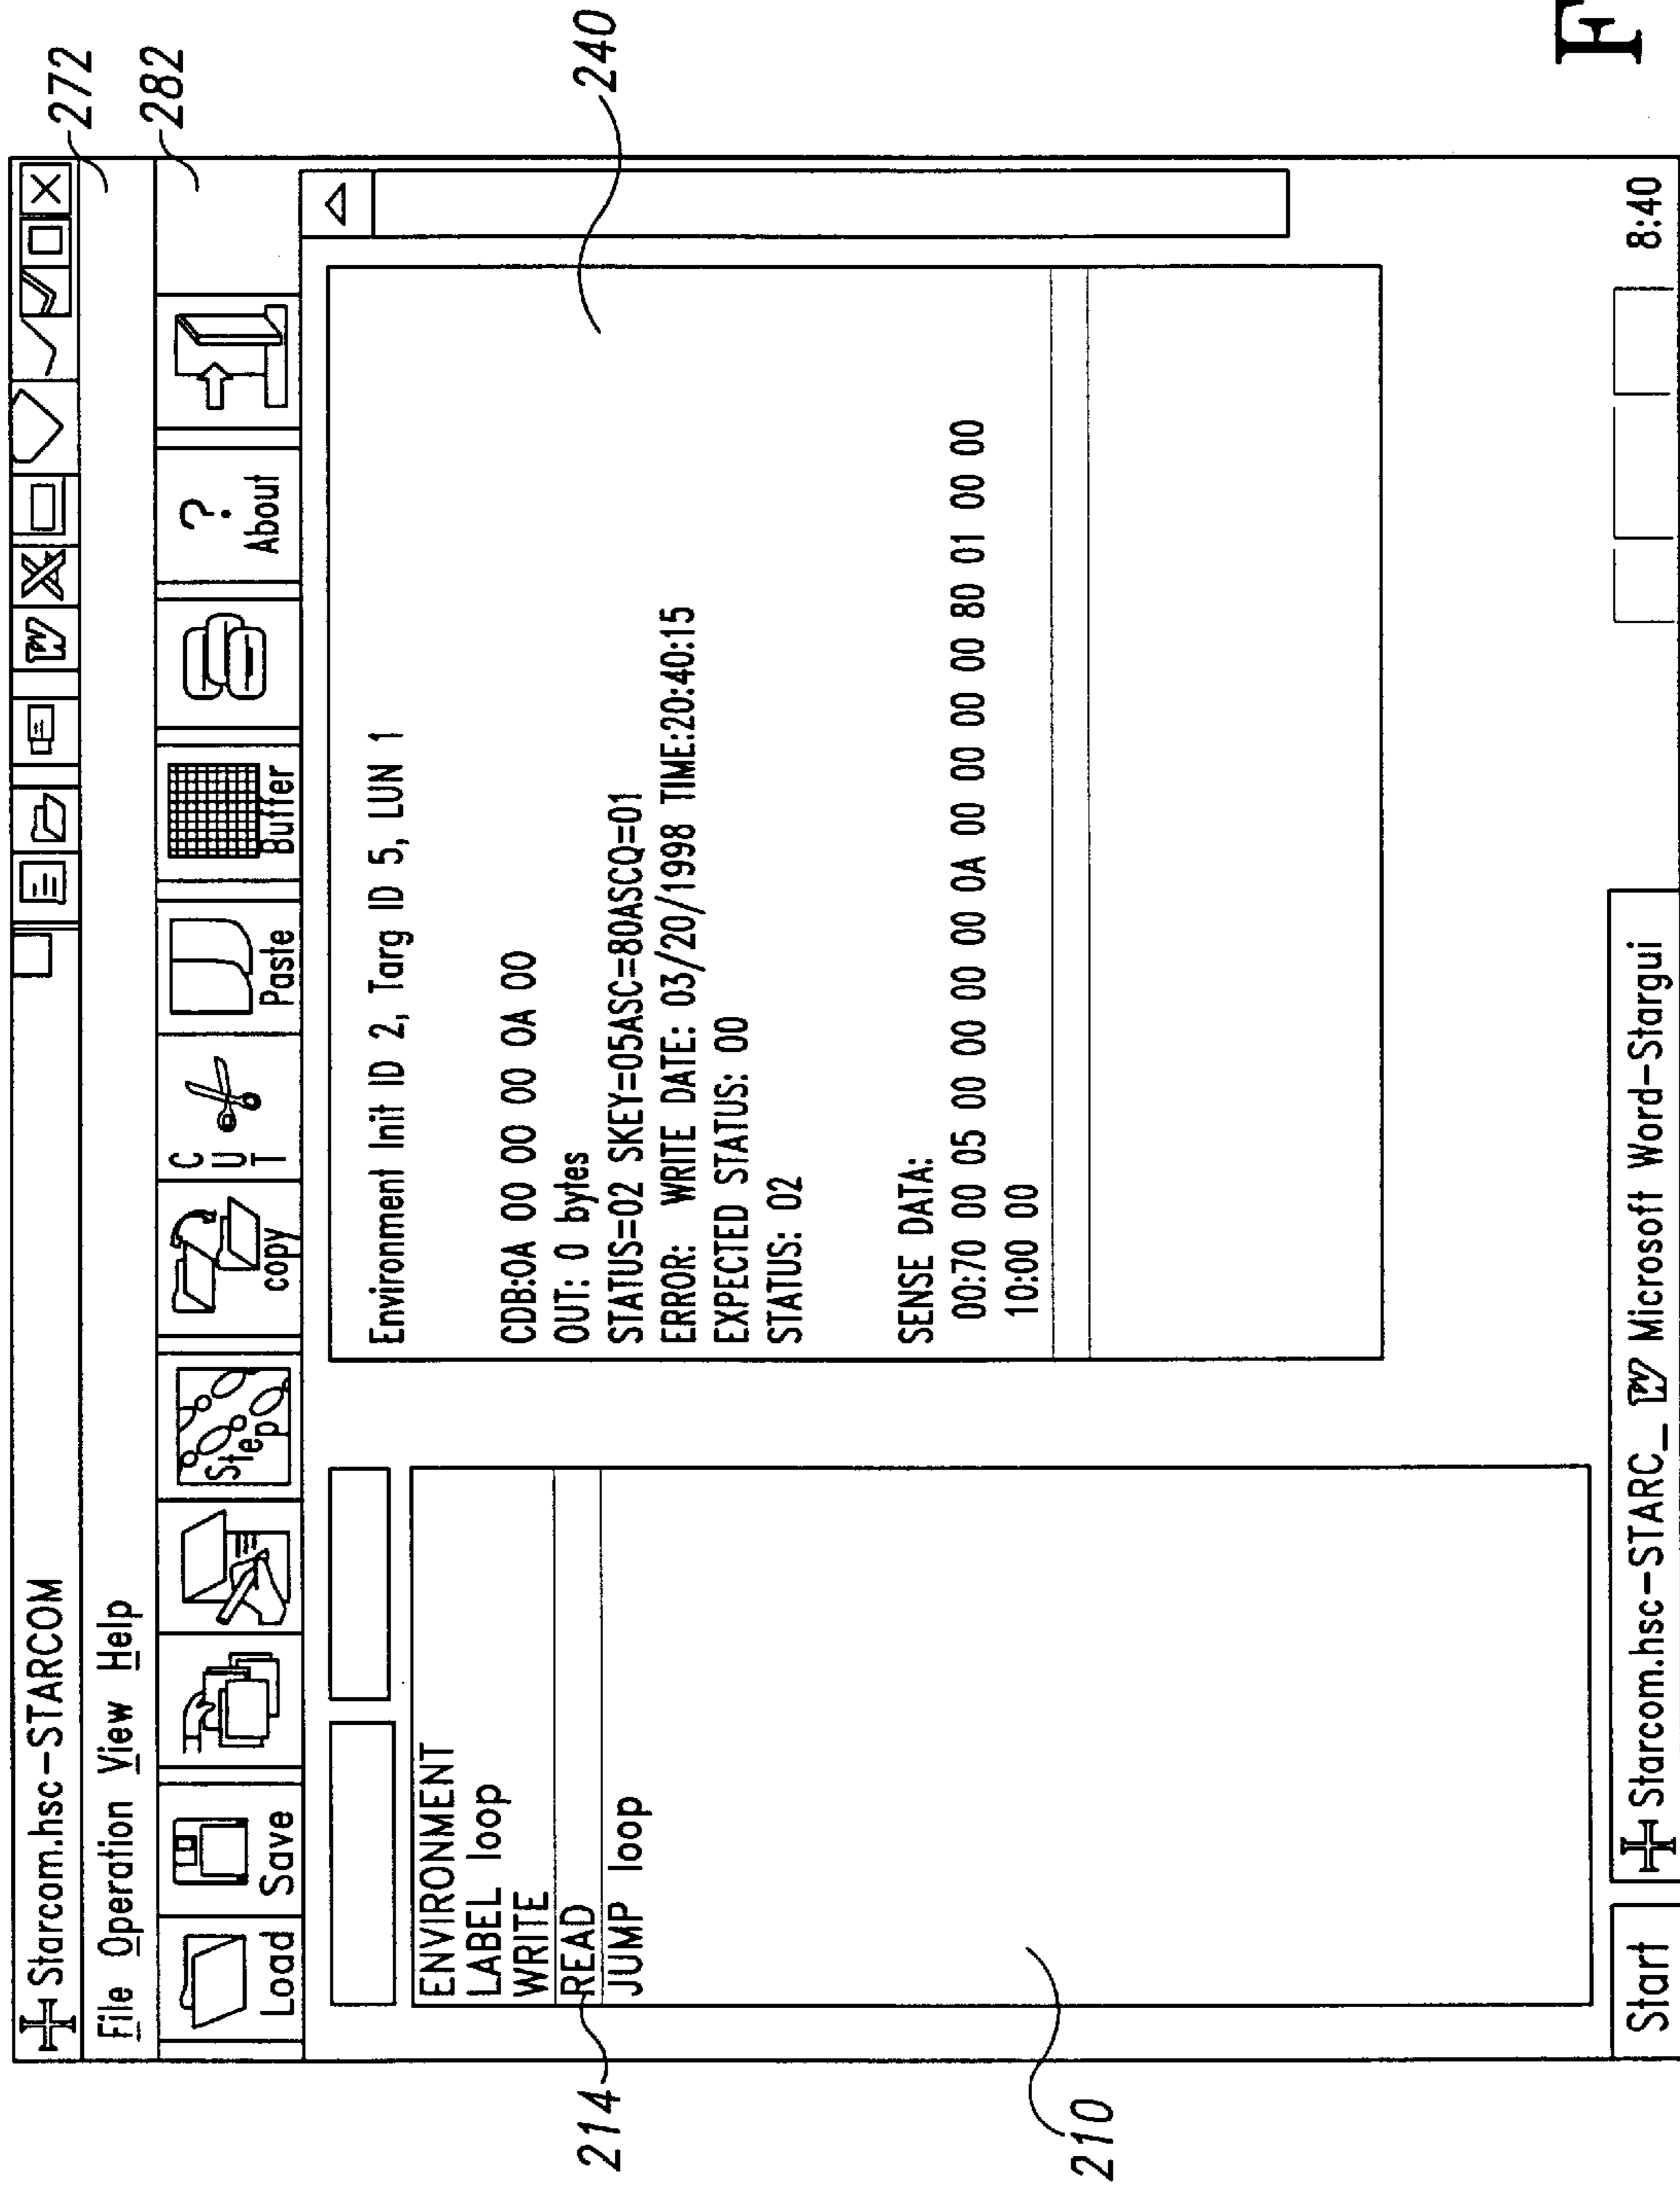 Starcom.hsc-STARCOM
272
File Operation View Help
282
Load
Save
Step
copy
CUT
Paste
Buffer
?
About
240
ENVIRONMENT
LABEL loop
WRITE
READ
JUMP loop
214
210
Environment Init ID 2, Targ ID 5, LUN 1
CDB:0A 00 00 00 0A 00
OUT: 0 bytes
STATUS=02 SKEY=05ASC=80ASCQ=01
ERROR: WRITE DATE: 03/20/1998 TIME:20:40:15
EXPECTED STATUS: 00
STATUS: 02
SENSE DATA:
00:70 00 05 00 00 00 00 0A 00 00 00 00 80 01 00 00
10:00 00
Start
Starcom.hsc-STARC_ W Microsoft Word-Stargui
8:40
F